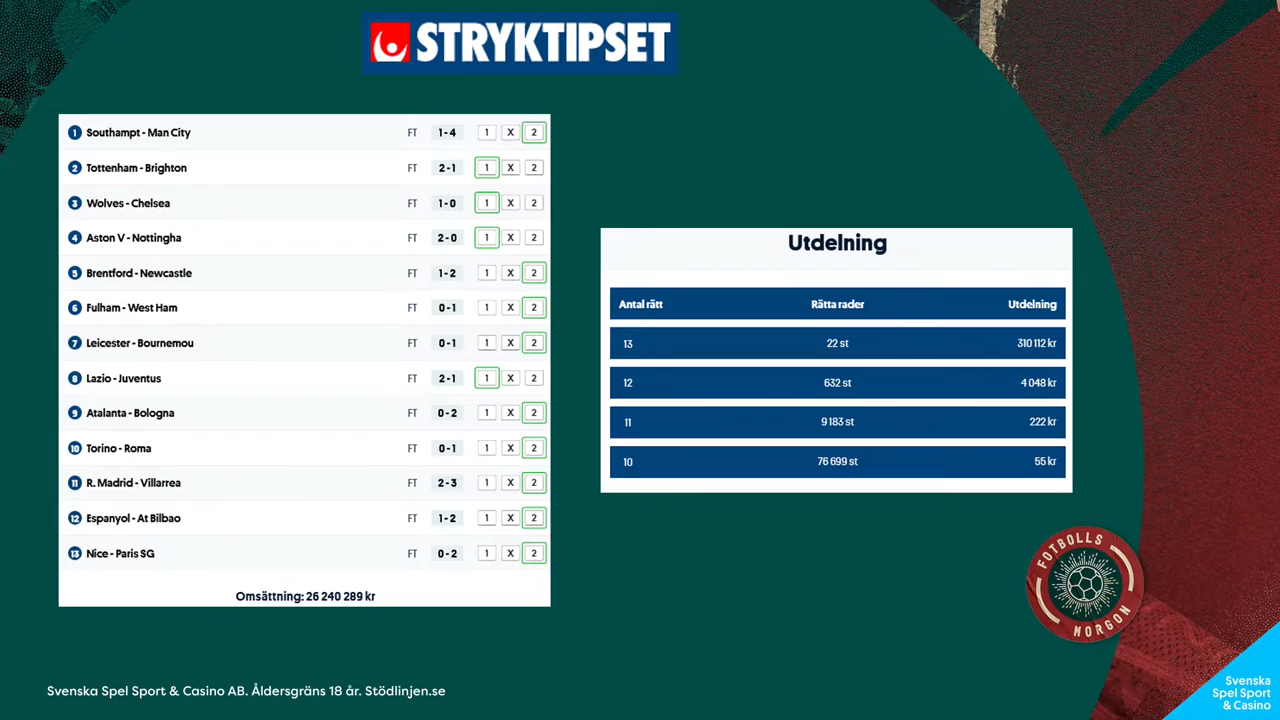 STRYKTIPSET
1 Southampt - Man City FT 1 - 4 1 X 2
2 Tottenham - Brighton FT 2 - 1 1 X 2
3 Wolves - Chelsea FT 1 - 0 1 X 2
4 Aston V - Nottingha FT 2 - 0 1 X 2
5 Brentford - Newcastle FT 1 - 2 1 X 2
6 Fulham - West Ham FT 0 - 1 1 X 2
7 Leicester - Bournemou FT 0 - 1 1 X 2
8 Lazio - Juventus FT 2 - 1 1 X 2
9 Atalanta - Bologna FT 0 - 2 1 X 2
10 Torino - Roma FT 0 - 1 1 X 2
11 R. Madrid - Villarrea FT 2 - 3 1 X 2
12 Espanyol - At Bilbao FT 1 - 2 1 X 2
13 Nice - Paris SG FT 0 - 2 1 X 2
Omsättning: 26 240 289 kr
Utdelning
Antal rätt Rätta rader Utdelning
13 22 st 310 112 kr
12 632 st 4 048 kr
11 9 183 st 222 kr
10 76 699 st 55 kr
FOTBOLLS
MORGON
Svenska Spel Sport & Casino AB. Åldersgräns 18 år. Stödlinjen.se
Svenska
Spel Sport
& Casino